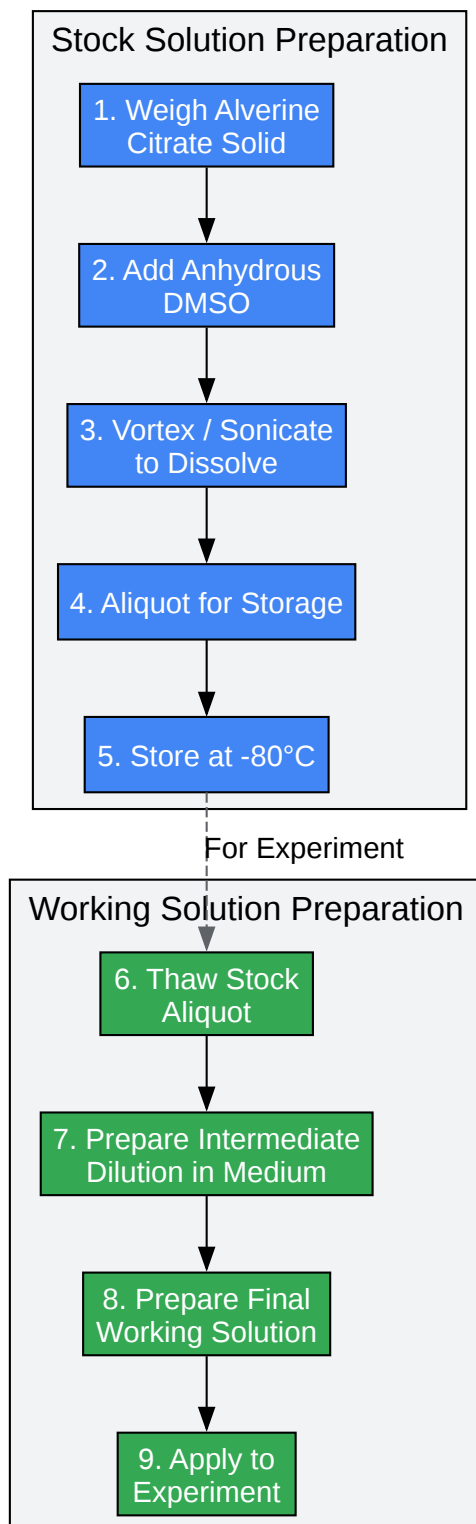 Stock Solution Preparation
1. Weigh Alverine
Citrate Solid
2. Add Anhydrous
DMSO
3. Vortex / Sonicate
to Dissolve
4. Aliquot for Storage
5. Store at -80°C
For Experiment
Working Solution Preparation
6. Thaw Stock
Aliquot
7. Prepare Intermediate
Dilution in Medium
8. Prepare Final
Working Solution
9. Apply to
Experiment